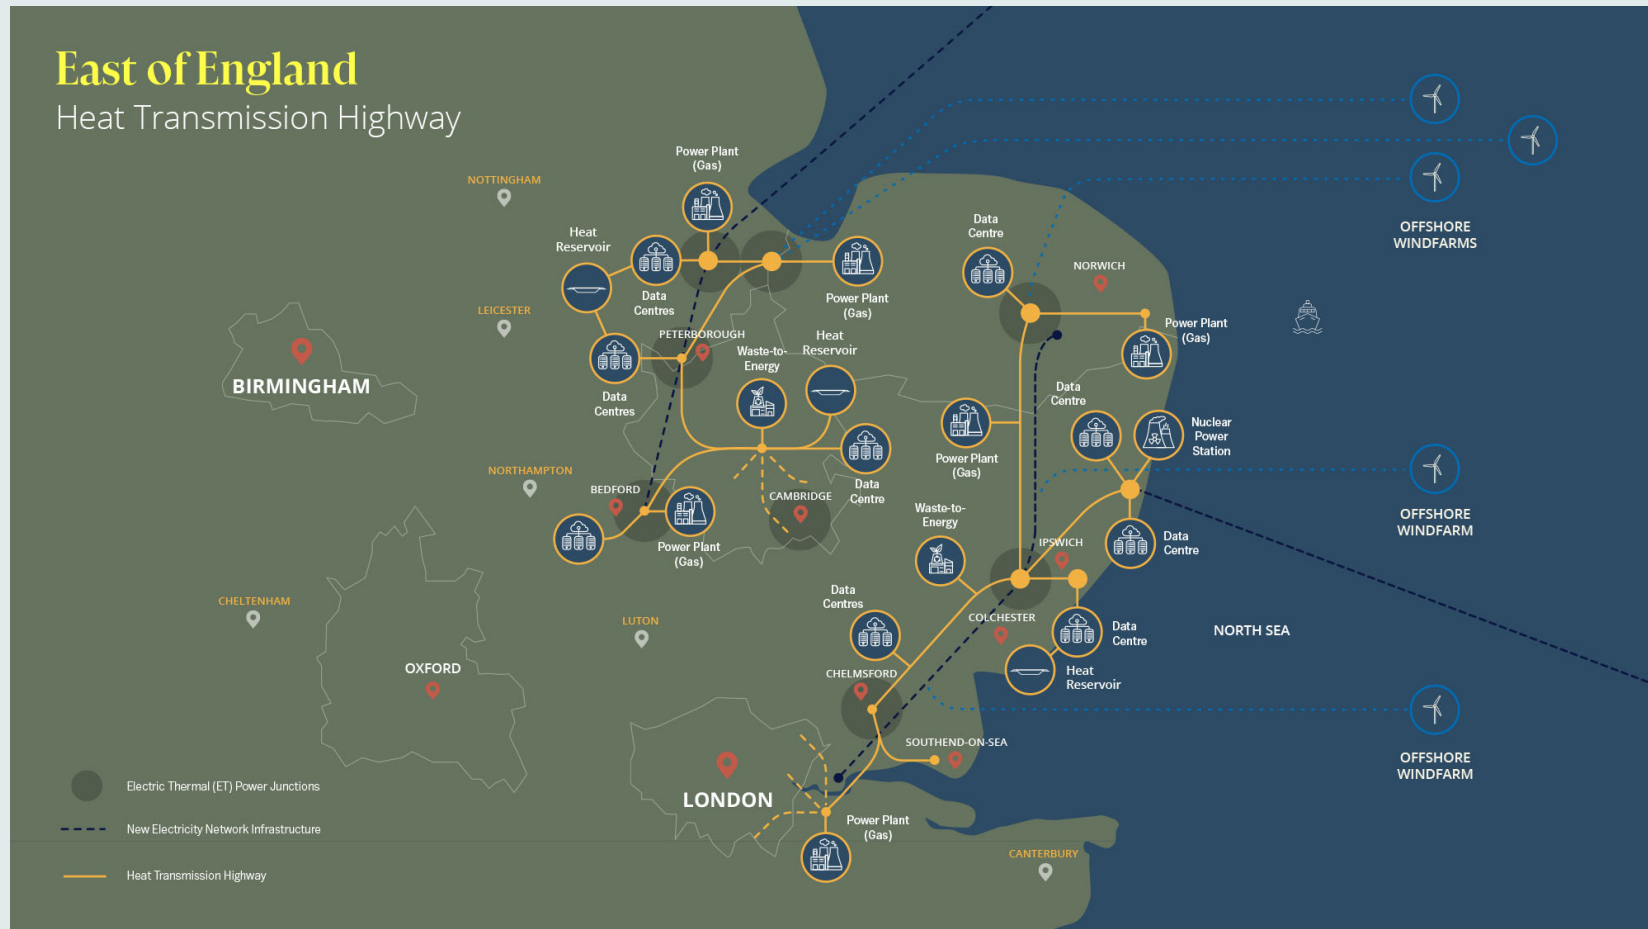 East of England
Heat Transmission Highway
Power Plant
(Gas)
NOTTINGHAM
Heat
Reservoir
Data
Centres
Power Plant
(Gas)
Data
Centre
NORWICH
OFFSHORE
WINDFARMS
LEICESTER
PETERBOROUGH
Waste-to-
Energy
Heat
Reservoir
Power Plant
(Gas)
BIRMINGHAM
Data
Centres
Data
Centre
Nuclear
Power
Station
Power Plant
(Gas)
NORTHAMPTON
BEDFORD
CAMBRIDGE
Data
Centre
Waste-to-
Energy
OFFSHORE
WINDFARM
Power Plant
(Gas)
IPSWICH
Data
Centre
CHELTENHAM
LUTON
Data
Centres
COLCHESTER
Data
Centre
NORTH SEA
OXFORD
CHELMSFORD
Heat
Reservoir
SOUTHEND-ON-SEA
OFFSHORE
WINDFARM
LONDON
Power Plant
(Gas)
CANTERBURY
Electric Thermal (ET) Power Junctions
New Electricity Network Infrastructure
Heat Transmission Highway